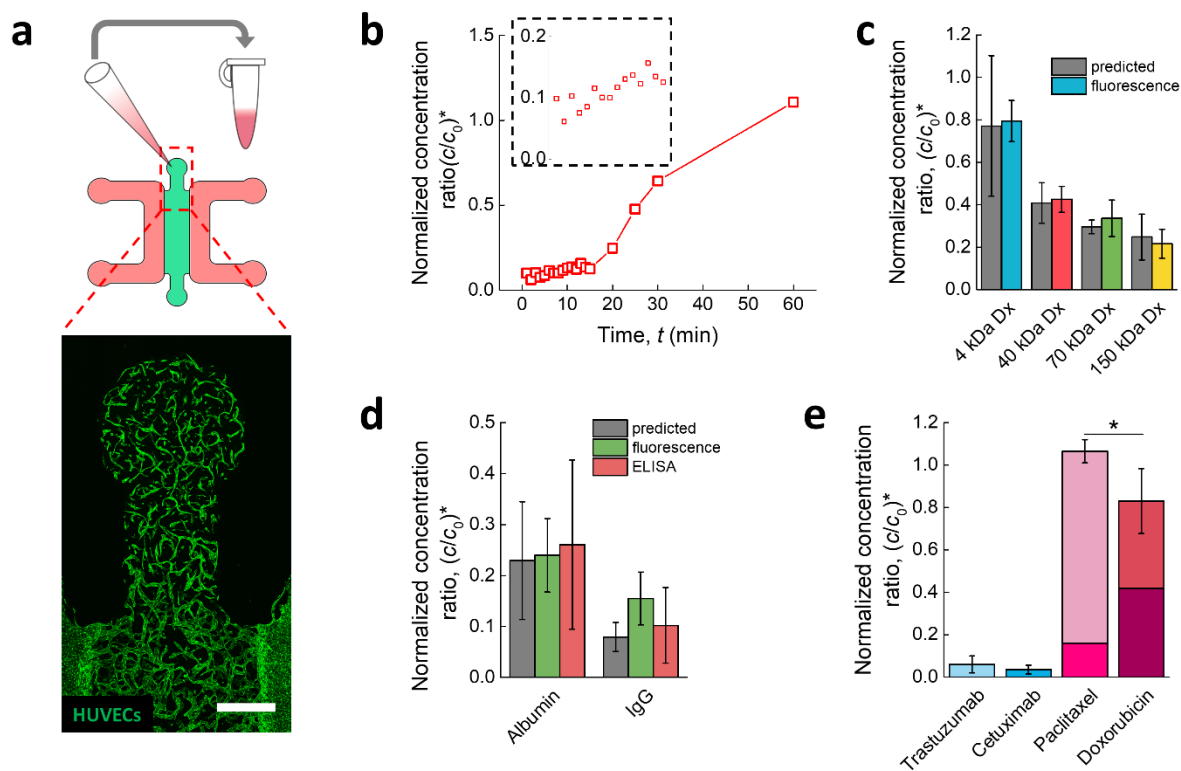 a
HUVECs
b
Normalized concentration
ratio(c/c₀)*
1.5
1.0
0.5
0.0
0.2
0.1
0.0
0
10
20
30
40
50
60
Time, t (min)
c
Normalized concentration
ratio, (c/c₀)*
1.2
1.0
0.8
0.6
0.4
0.2
0.0
predicted
fluorescence
4 kDa Dx
40 kDa Dx
70 kDa Dx
150 kDa Dx
d
Normalized concentration
ratio, (c/c₀)*
0.5
0.4
0.3
0.2
0.1
0.0
predicted
fluorescence
ELISA
Albumin
IgG
e
Normalized concentration
ratio, (c/c₀)*
1.2
1.0
0.8
0.6
0.4
0.2
0.0
*
Trastuzumab
Cetuximab
Paclitaxel
Doxorubicin